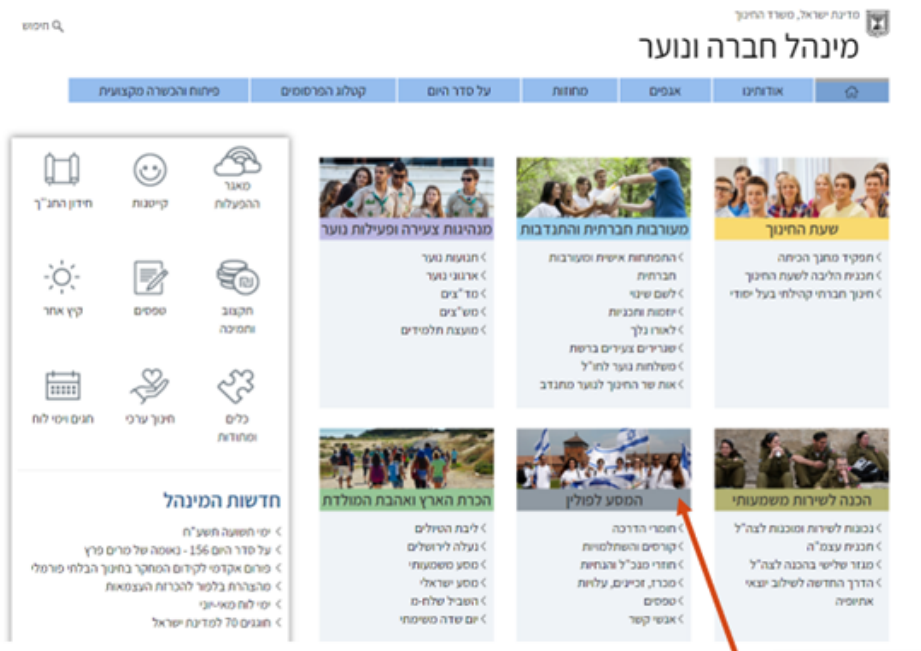 מדינת ישראל, משרד החינוך
מינהל חברה ונוער
חיפוש
אודותינו
אגפים
מחוזות
על סדר היום
קטלוג הפרסומים
פיתוח והכשרה מקצועית
שעת החינוך
תפקיד מחנך הכיתה
תכנית הליבה לשעת החינוך
חינוך חברתי קהילתי בעל יסודי
מעורבות חברתית והתנדבות
התפתחות אישית ומעורבות
חברתית
לשם שינוי
יוזמות ותכניות
לאורו נלך
שגרירים צעירים ברשת
משלחות נוער לחו"ל
אות שר החינוך לנוער מתנדב
מנהיגות צעירה ופעילות נוער
תנועות נוער
ארגוני נוער
מד"צים
מש"צים
מועצת תלמידים
מאגר
ההפעלות
קייטנות
חידון התנ"ך
תקצוב
ותמיכה
טפסים
קיץ אחר
כלים
ומתודות
חינוך ערכי
חגים וימי לוח
הכנה לשירות משמעותי
נכונות לשירות ומוכנות לצה"ל
תכנית עצמ"ה
מגזר שלישי בהכנה לצה"ל
הדרך החדשה לשילוב יוצאי
אתיופיה
המסע לפולין
חומרי הדרכה
קורסים והשתלמויות
חוזרי מנכ"ל והנחיות
מכרז, זכיינים, עלויות
טפסים
אנשי קשר
הכרת הארץ ואהבת המולדת
ליבת הטיולים
נעלה לירושלים
מסע משמעותי
מסע ישראלי
השביל שלח-מ
יום שדה משימתי
חדשות המינהל
ימי תשועה תשע"ח
על סדר היום 156 - נאומה של מרים פרץ
פורום אקדמי לקידום המחקר בחינוך הבלתי פורמלי
מהצהרת בלפור להכרזת העצמאות
ימי לוח מאי-יוני
חוגגים 70 למדינת ישראל